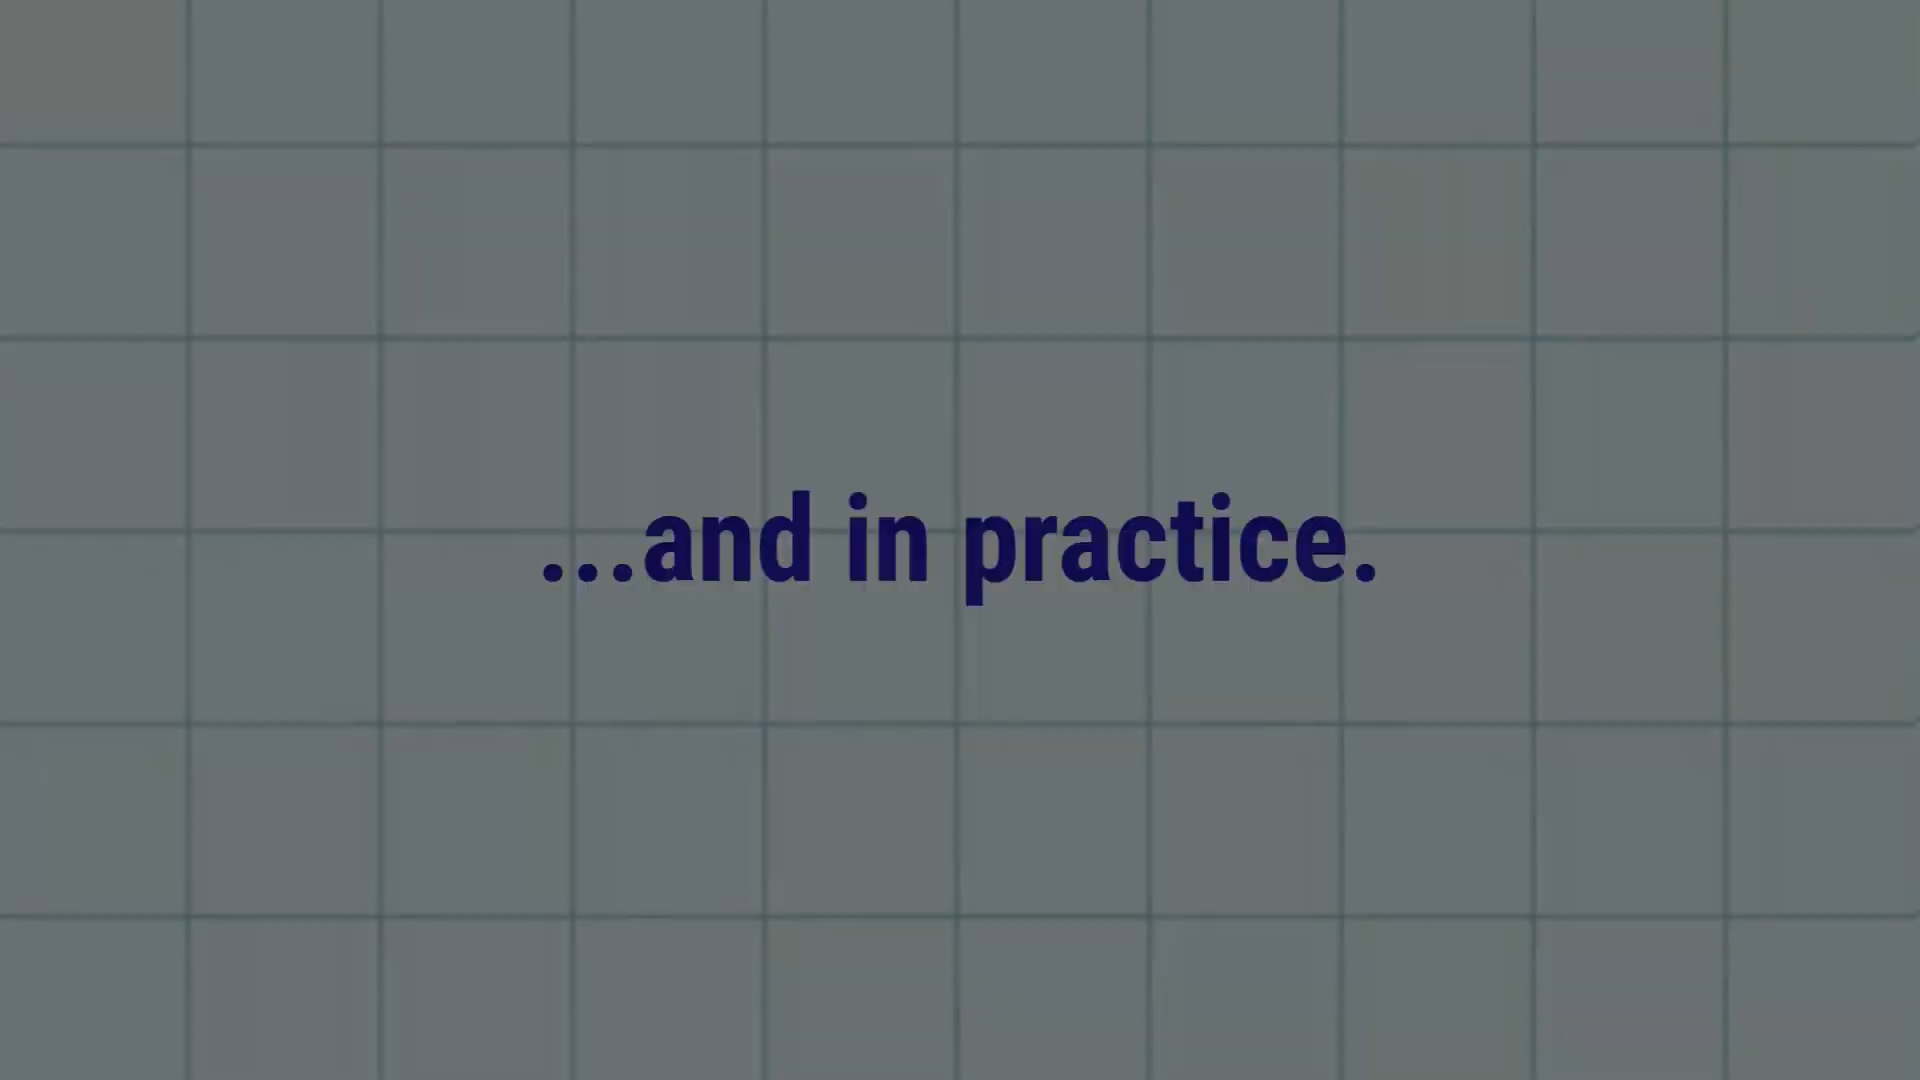 ...and in practice.